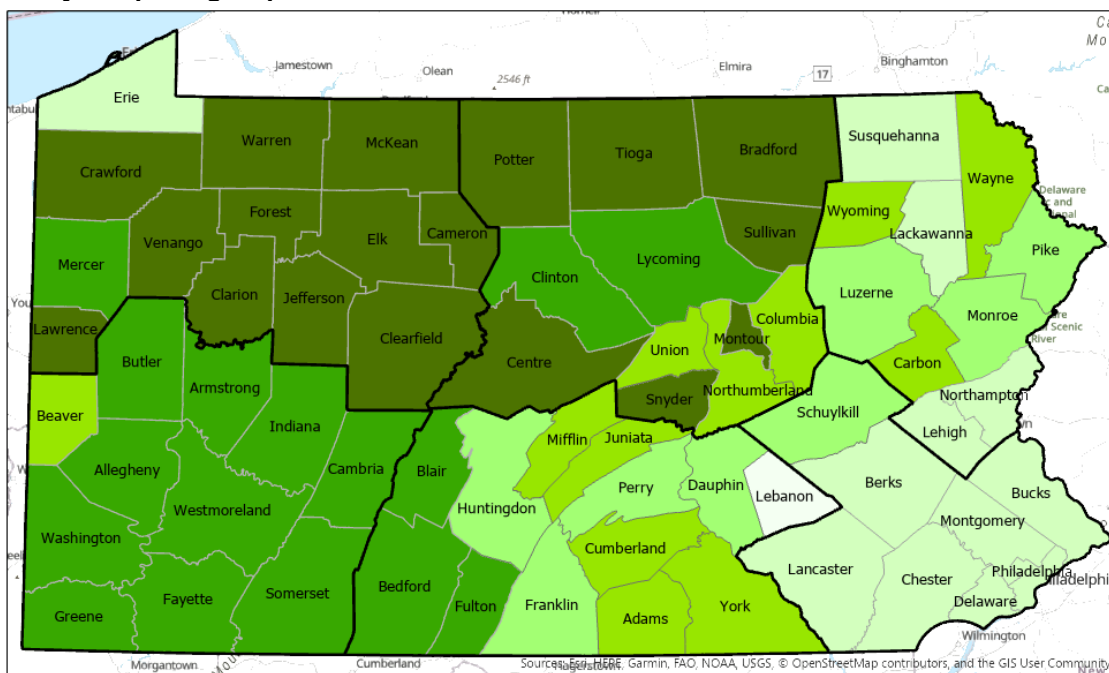 Jamestown
Olean
2546 ft
Elmira
17
Binghamton
Erie
Warren
McKean
Potter
Tioga
Bradford
Susquehanna
Wayne
Crawford
Forest
Elk
Cameron
Sullivan
Wyoming
Lackawanna
Pike
Delaware
Venango
Mercer
Clarion
Jefferson
Clinton
Lycoming
Luzerne
Monroe
Scenic
River
Lawrence
Butler
Clearfield
Centre
Union
Montour
Columbia
Carbon
Armstrong
Indiana
Snyder
Northumberland
Schuylkill
Northampton
Lehigh
Beaver
Allegheny
Cambria
Blair
Mifflin
Juniata
Huntingdon
Perry
Dauphin
Lebanon
Berks
Bucks
Montgomery
Westmoreland
Washington
Cumberland
Lancaster
Chester
Philadelphia
Delaware
Greene
Fayette
Somerset
Bedford
Fulton
Franklin
Adams
York
Wilmington
Morgantown
Cumberland
Sources: Esri, HERE, Garmin, FAO, NOAA, USGS, © OpenStreetMap contributors, and the GIS User Community